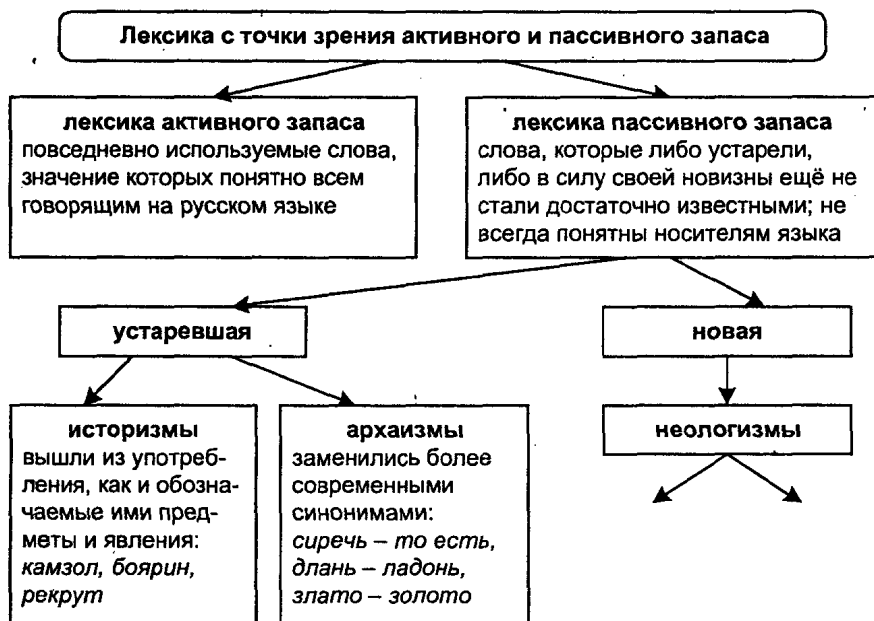 Лексика с точки зрения активного и пассивного запаса
лексика активного запаса
повседневно используемые слова,
значение которых понятно всем
говорящим на русском языке
лексика пассивного запаса
слова, которые либо устарели,
либо в силу своей новизны ещё не
стали достаточно известными; не
всегда понятны носителям языка
устаревшая
новая
историзмы
вышли из употреб-
ления, как и обозна-
чаемые ими пред-
меты и явления:
камзол, боярин,
рекрут
архаизмы
заменились более
современными
синонимами:
сиречь – то есть,
длань – ладонь,
злато – золото
неологизмы